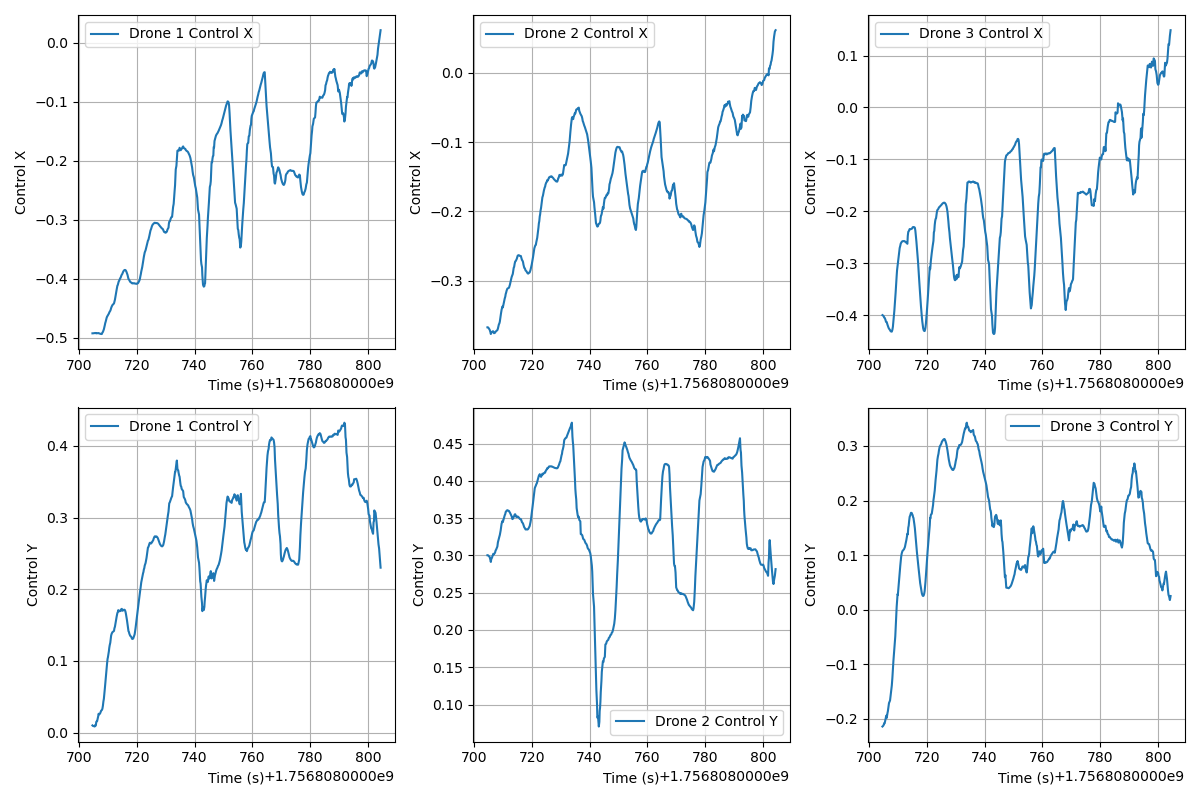 Drone 1 Control X
Control X
0.0
−0.1
−0.2
−0.3
−0.4
−0.5
700 720 740 760 780 800
Time (s)
+1.7568080000e9
Drone 2 Control X
Control X
0.0
−0.1
−0.2
−0.3
700 720 740 760 780 800
Time (s)
+1.7568080000e9
Drone 3 Control X
Control X
0.1
0.0
−0.1
−0.2
−0.3
−0.4
700 720 740 760 780 800
Time (s)
+1.7568080000e9
Drone 1 Control Y
Control Y
0.4
0.3
0.2
0.1
0.0
700 720 740 760 780 800
Time (s)
+1.7568080000e9
Drone 2 Control Y
Control Y
0.45
0.40
0.35
0.30
0.25
0.20
0.15
0.10
700 720 740 760 780 800
Time (s)
+1.7568080000e9
Drone 3 Control Y
Control Y
0.3
0.2
0.1
0.0
−0.1
−0.2
700 720 740 760 780 800
Time (s)
+1.7568080000e9